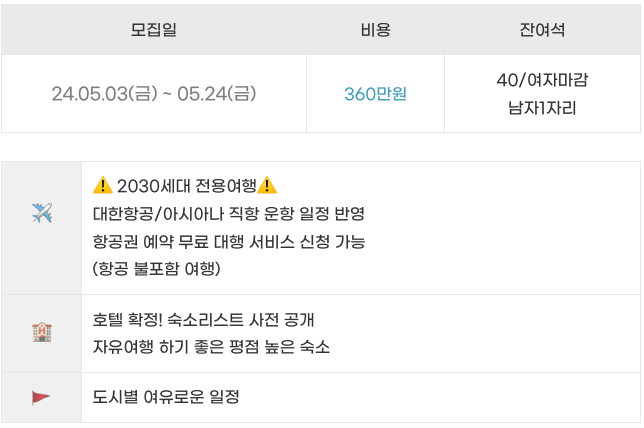 모집일 비용 잔여석
24.05.03(금) ~ 05.24(금) 360만원 40/여자마감
남자1자리
⚠️ 2030세대 전용여행⚠️
대한항공/아시아나 직항 운항 일정 반영
항공권 예약 무료 대행 서비스 신청 가능
(항공 불포함 여행)
호텔 확정! 숙소리스트 사전 공개
자유여행 하기 좋은 평점 높은 숙소
도시별 여유로운 일정